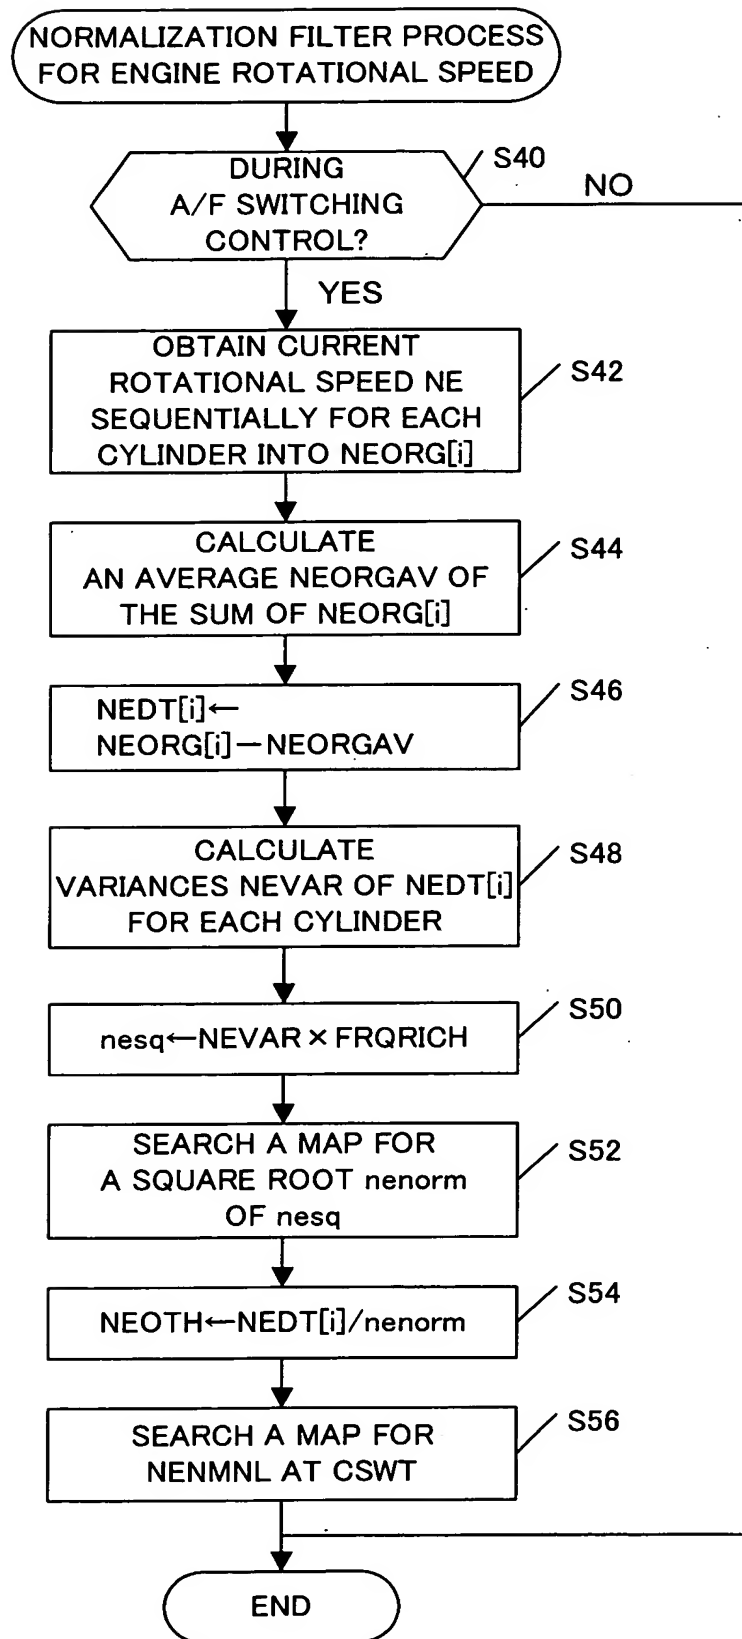 NORMALIZATION FILTER PROCESS
FOR ENGINE ROTATIONAL SPEED
S40
DURING
A/F SWITCHING
CONTROL?
NO
YES
OBTAIN CURRENT
ROTATIONAL SPEED NE
SEQUENTIALLY FOR EACH
CYLINDER INTO NEORG[i]
S42
CALCULATE
AN AVERAGE NEORGAV OF
THE SUM OF NEORG[i]
S44
NEDT[i]←
NEORG[i]−NEORGAV
S46
CALCULATE
VARIANCES NEVAR OF NEDT[i]
FOR EACH CYLINDER
S48
nesq←NEVAR×FRQRICH
S50
SEARCH A MAP FOR
A SQUARE ROOT nenorm
OF nesq
S52
NEOTH←NEDT[i]/nenorm
S54
SEARCH A MAP FOR
NENMNL AT CSWT
S56
END